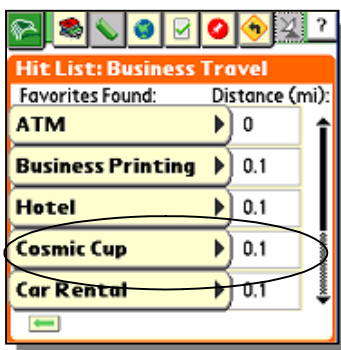 ?
Hit List: Business Travel
Favorites Found: Distance (mi):
ATM 0
Business Printing 0.1
Hotel 0.1
Cosmic Cup 0.1
Car Rental 0.1